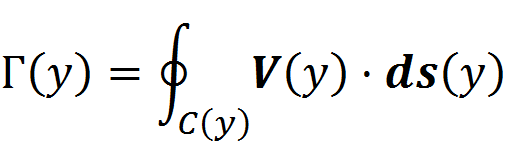 Γ(y) = ∮_{C(y)} V(y) · ds(y)